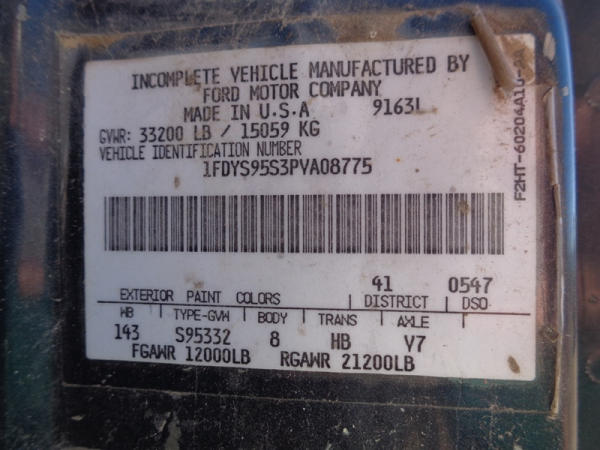 INCOMPLETE VEHICLE MANUFACTURED BY
FORD MOTOR COMPANY
MADE IN U.S.A 9163L
GVWR: 33200 LB / 15059 KG
VEHICLE IDENTIFICATION NUMBER
1FDYS95S3PVA08775
41 0547
EXTERIOR PAINT COLORS DISTRICT DSO
WB TYPE-GVW BODY TRANS AXLE
143 S95332 8 HB Y7
FGAWR 12000LB RGAWR 21200LB